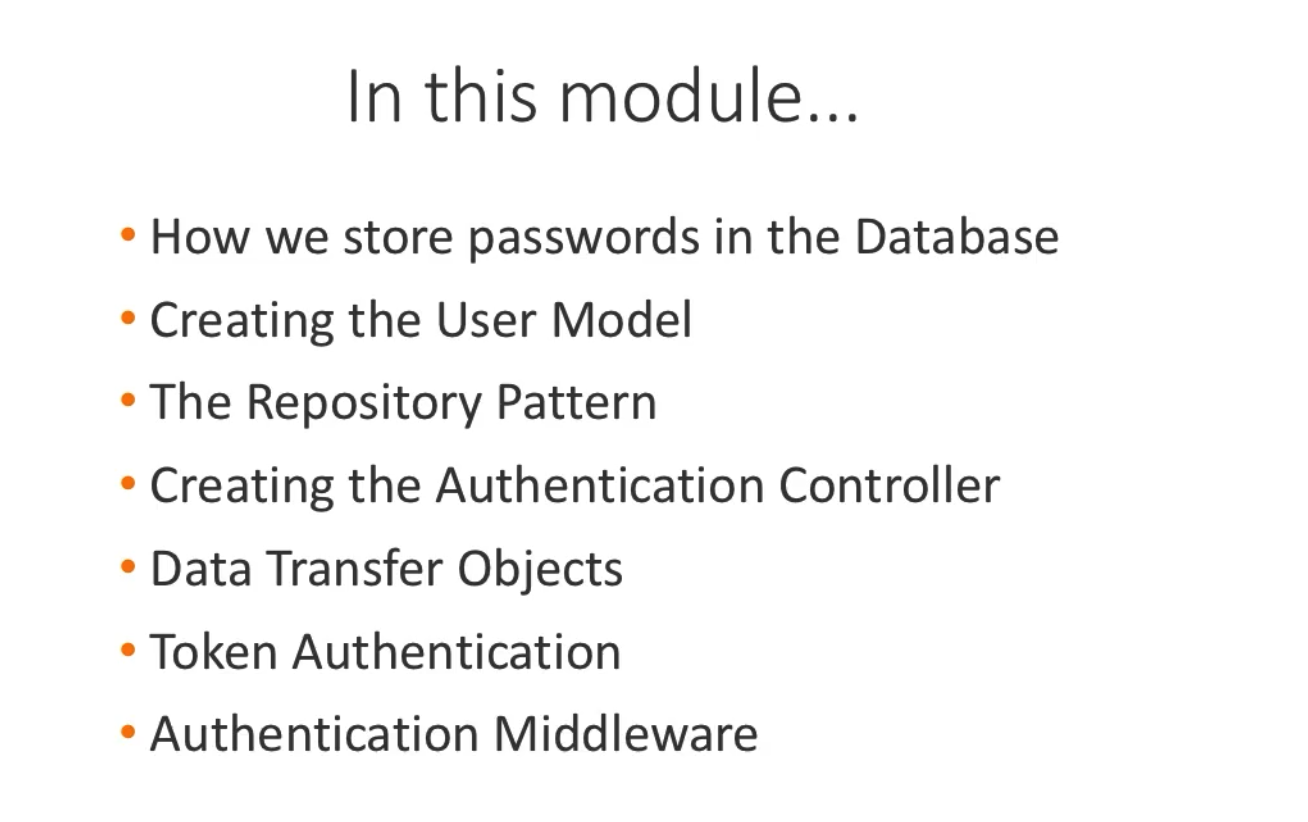 In this module...
• How we store passwords in the Database
• Creating the User Model
• The Repository Pattern
• Creating the Authentication Controller
• Data Transfer Objects
• Token Authentication
• Authentication Middleware